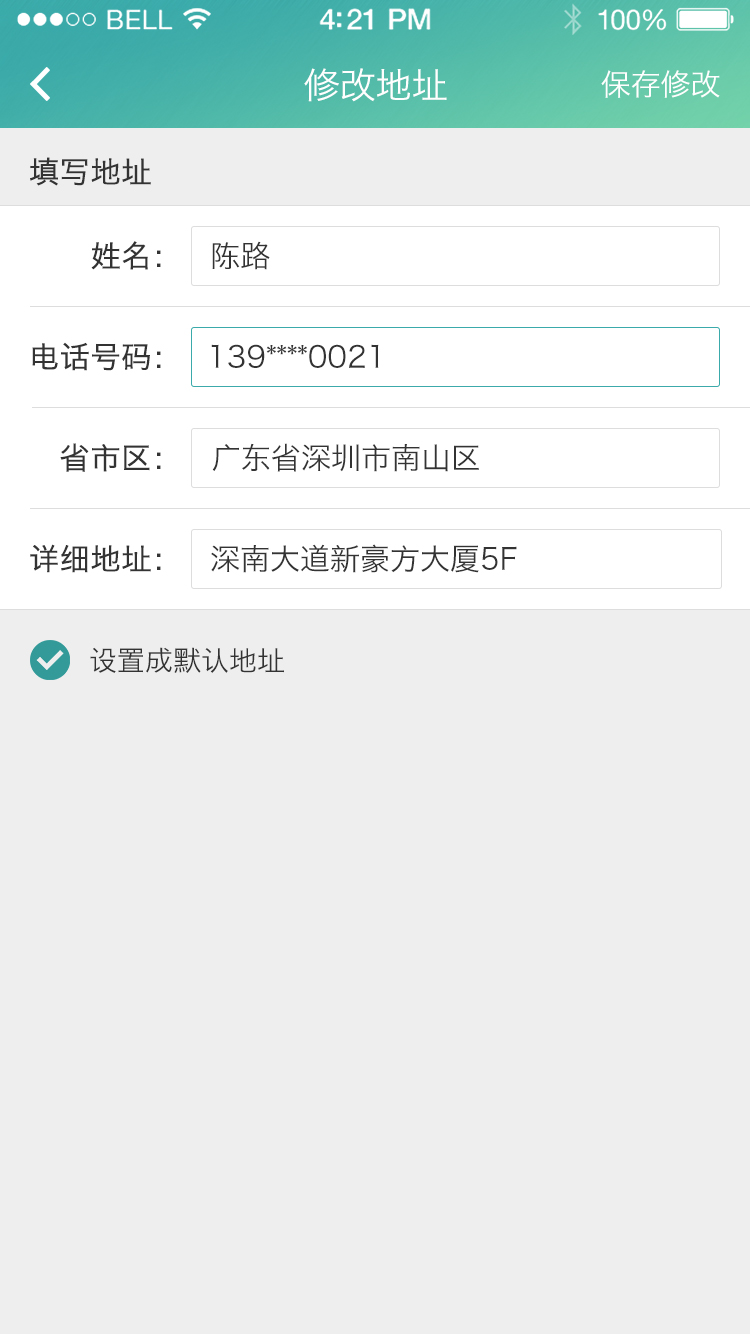 BELL 4:21 PM 100%
修改地址 保存修改
填写地址
姓名： 陈路
电话号码： 139****0021
省市区： 广东省深圳市南山区
详细地址： 深南大道新豪方大厦5F
设置成默认地址